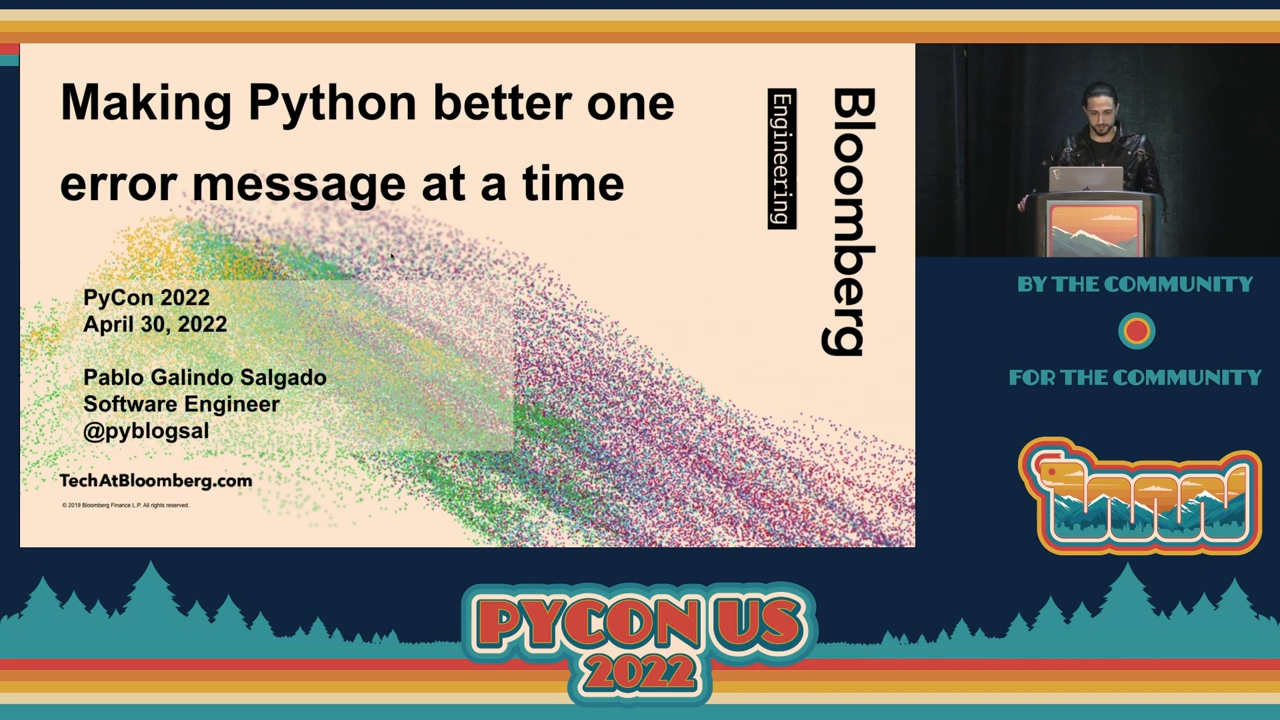 Making Python better one
error message at a time
Engineering
Bloomberg
PyCon 2022
April 30, 2022
Pablo Galindo Salgado
Software Engineer
@pyblogsal
TechAtBloomberg.com
© 2019 Bloomberg Finance L.P. All rights reserved.
BY THE COMMUNITY
FOR THE COMMUNITY
PYCON US
2022